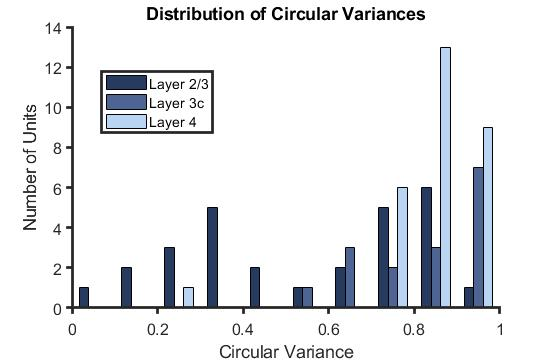 Distribution of Circular Variances
14
12
10
8
6
4
2
0
Number of Units
Layer 2/3
Layer 3c
Layer 4
0 0.2 0.4 0.6 0.8 1
Circular Variance